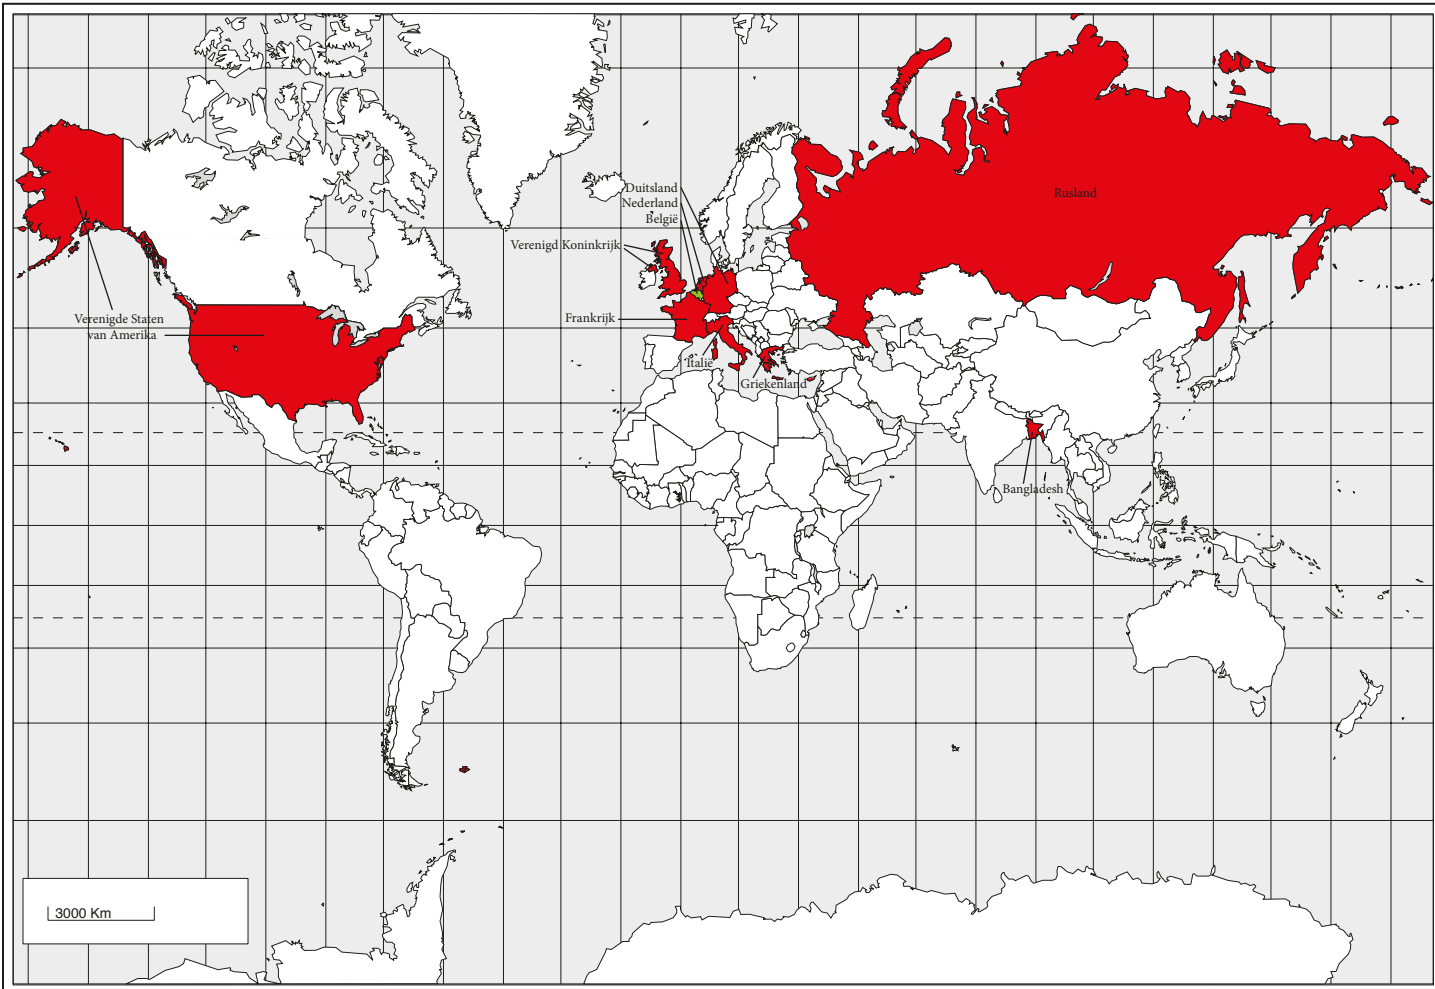 Rusland
Duitsland
Nederland
België
Verenigd Koninkrijk
Verenigde Staten
van Amerika
Frankrijk
Italië
Griekenland
Bangladesh
3000 Km